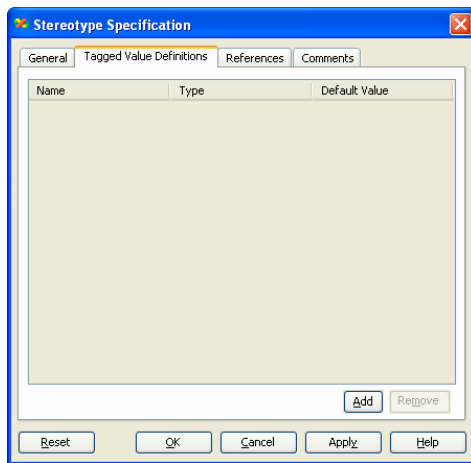 Stereotype Specification
General Tagged Value Definitions References Comments
Name Type Default Value
Add Remove
Reset OK Cancel Apply Help